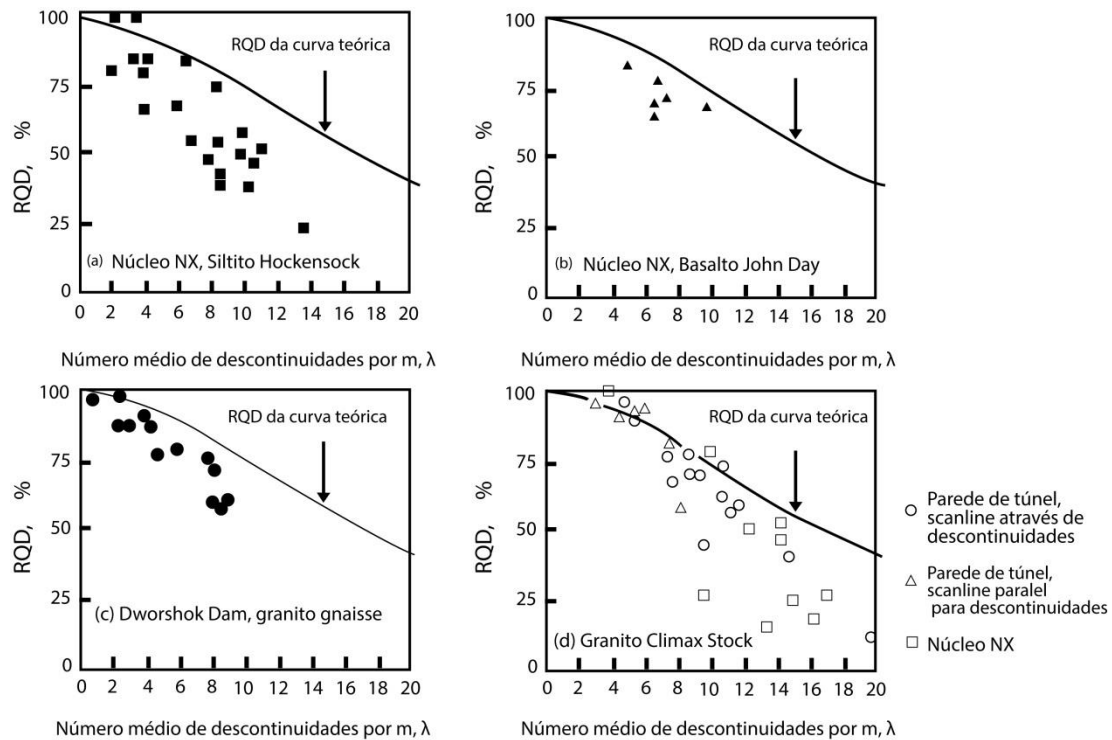 100
75
50
25
0
RQD, %
RQD da curva teórica
(a) Núcleo NX, Siltito Hockensock
0 2 4 6 8 10 12 14 16 18 20
Número médio de descontinuidades por m, λ
100
75
50
25
0
RQD, %
RQD da curva teórica
(b) Núcleo NX, Basalto John Day
0 2 4 6 8 10 12 14 16 18 20
Número médio de descontinuidades por m, λ
100
75
50
25
0
RQD, %
RQD da curva teórica
(c) Dworshok Dam, granito gnaisse
0 2 4 6 8 10 12 14 16 18 20
Número médio de descontinuidades por m, λ
100
75
50
25
0
RQD, %
RQD da curva teórica
(d) Granito Climax Stock
0 2 4 6 8 10 12 14 16 18 20
Número médio de descontinuidades por m, λ
Parede de túnel,
scanline através de
descontinuidades
Parede de túnel,
scanline paralel
para descontinuidades
Núcleo NX